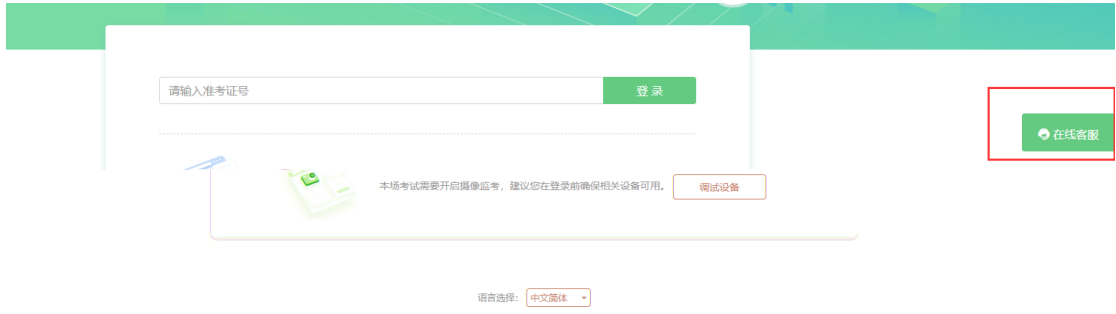 请输入准考证号
登 录
在线客服
本场考试需要开启摄像监考，建议您在登录前确保相关设备可用。
调试设备
语言选择：
中文简体